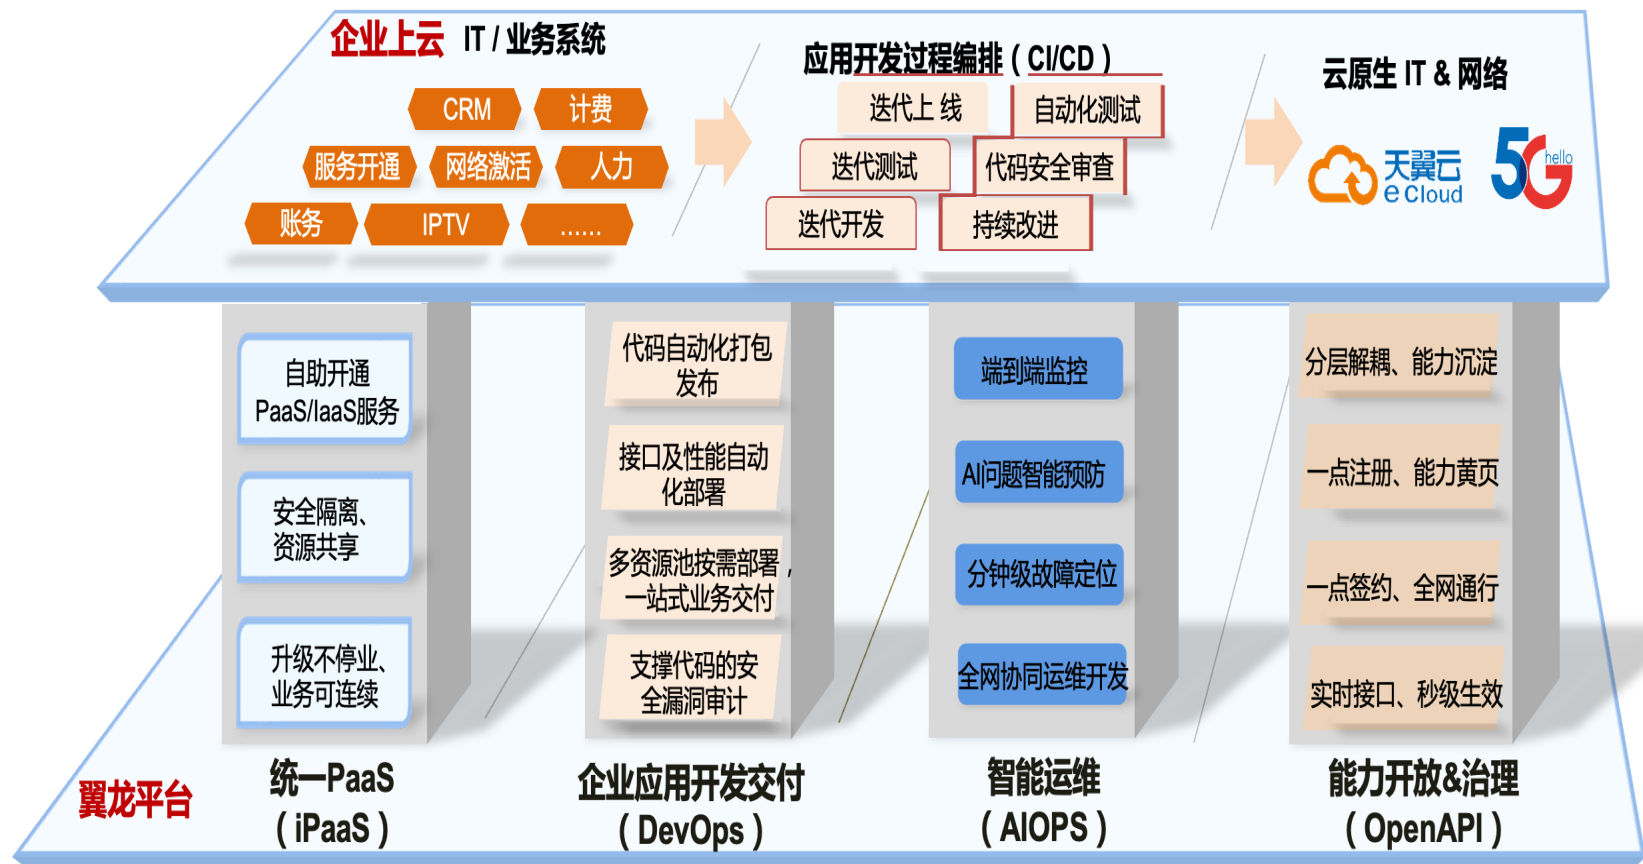 企业上云 IT / 业务系统
CRM 计费
服务开通 网络激活 人力
账务 IPTV ......
应用开发过程编排（CI/CD）
迭代上 线 自动化测试
迭代测试 代码安全审查
迭代开发 持续改进
云原生 IT & 网络
天翼云
e Cloud
5G
hello
自助开通
PaaS/IaaS服务
安全隔离、
资源共享
升级不停业、
业务可连续
统一PaaS
（iPaaS）
代码自动化打包
发布
接口及性能自动
化部署
多资源池按需部署，
一站式业务交付
支撑代码的安
全漏洞审计
企业应用开发交付
（DevOps）
端到端监控
AI问题智能预防
分钟级故障定位
全网协同运维开发
智能运维
（AIOPS）
分层解耦、能力沉淀
一点注册、能力黄页
一点签约、全网通行
实时接口、秒级生效
能力开放&治理
（OpenAPI）
翼龙平台